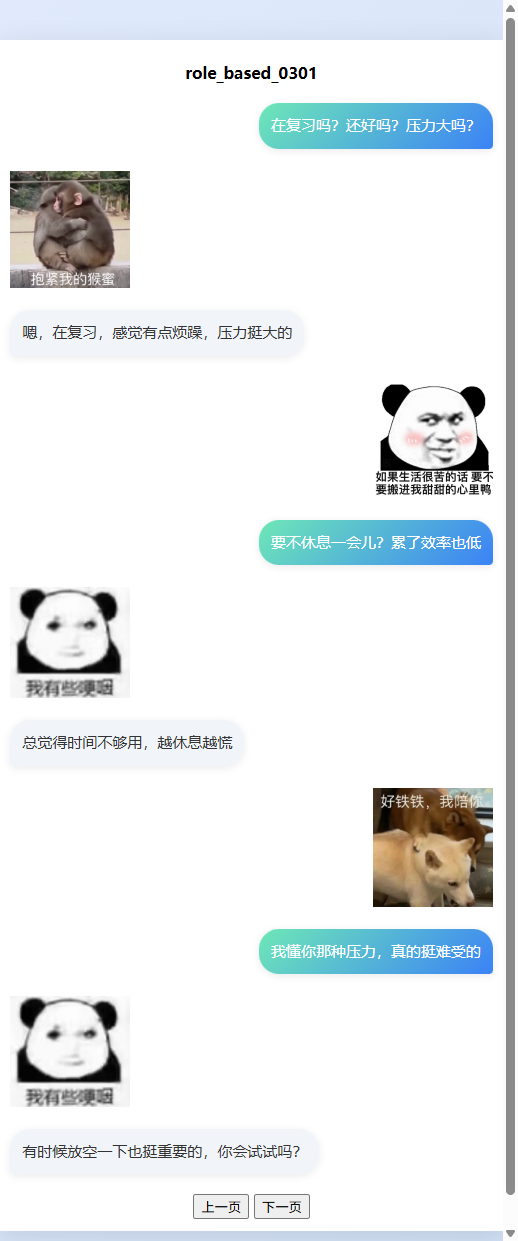 role_based_0301
在复习吗？还好吗？压力大吗？
抱紧我的猴蜜
嗯，在复习，感觉有点烦躁，压力挺大的
如果生活很苦的话 要不
要搬进我甜甜的心里鸭
要不休息一会儿？累了效率也低
我有些哽咽
总觉得时间不够用，越休息越慌
好铁铁，我陪你
我懂你那种压力，真的挺难受的
我有些哽咽
有时候放空一下也挺重要的，你会试试吗？
上一页 下一页